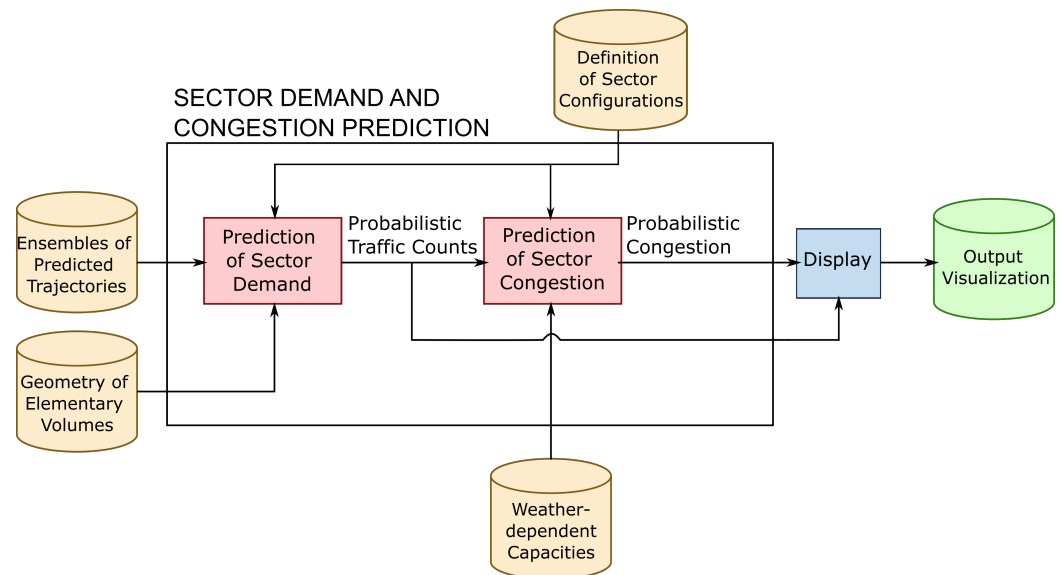 Definition
of Sector
Configurations
SECTOR DEMAND AND
CONGESTION PREDICTION
Ensembles of
Predicted
Trajectories
Prediction
of Sector
Demand
Probabilistic
Traffic Counts
Prediction
of Sector
Congestion
Probabilistic
Congestion
Display
Output
Visualization
Geometry of
Elementary
Volumes
Weather-
dependent
Capacities